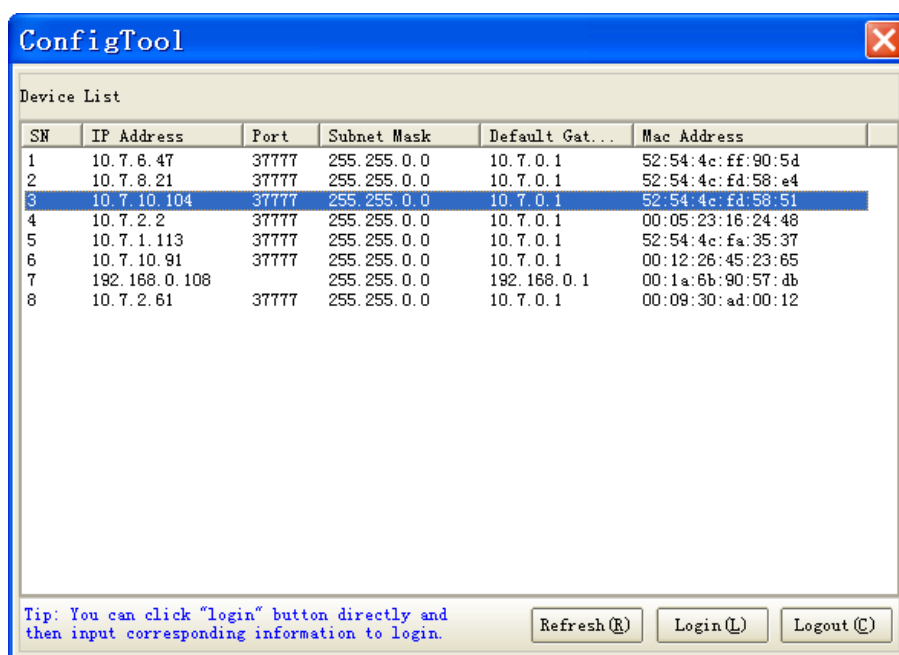 ConfigTool
Device List
SN IP Address Port Subnet Mask Default Gat... Mac Address
1 10.7.6.47 37777 255.255.0.0 10.7.0.1 52:54:4c:ff:90:5d
2 10.7.8.21 37777 255.255.0.0 10.7.0.1 52:54:4c:fd:58:e4
3 10.7.10.104 37777 255.255.0.0 10.7.0.1 52:54:4c:fd:58:51
4 10.7.2.2 37777 255.255.0.0 10.7.0.1 00:05:23:16:24:48
5 10.7.1.113 37777 255.255.0.0 10.7.0.1 52:54:4c:fa:35:37
6 10.7.10.91 37777 255.255.0.0 10.7.0.1 00:12:26:45:23:65
7 192.168.0.108 255.255.0.0 192.168.0.1 00:1a:6b:90:57:db
8 10.7.2.61 37777 255.255.0.0 10.7.0.1 00:09:30:ad:00:12
Tip: You can click "login" button directly and
then input corresponding information to login.
Refresh(R) Login(L) Logout(C)